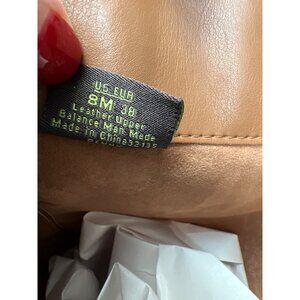 US EUR
8M 38
Leather Upper
Balance Man Made
Made in China